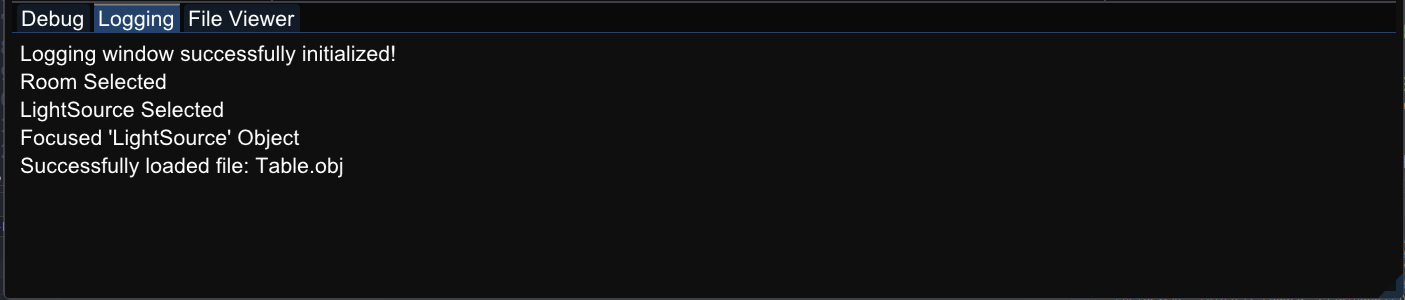 Debug Logging File Viewer
Logging window successfully initialized!
Room Selected
LightSource Selected
Focused 'LightSource' Object
Successfully loaded file: Table.obj